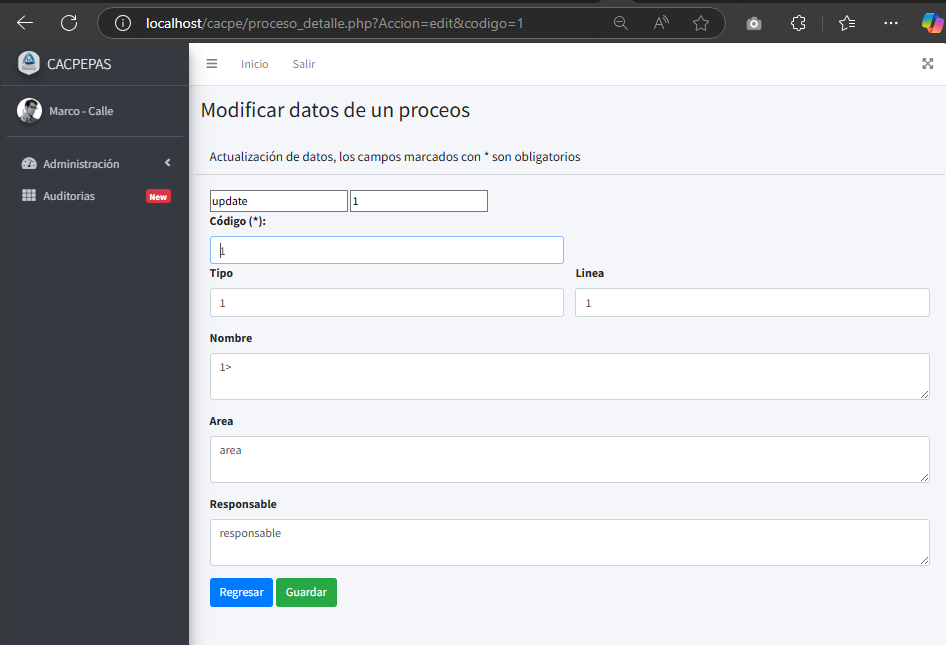 localhost/cacpe/proceso_detalle.php?Accion=edit&codigo=1
CACPEPAS
Inicio Salir
Marco - Calle
Modificar datos de un proceos
Actualización de datos, los campos marcados con * son obligatorios
Administración
Auditorias New
update 1
Código (*):
1
Tipo Linea
1 1
Nombre
1>
Area
area
Responsable
responsable
Regresar Guardar